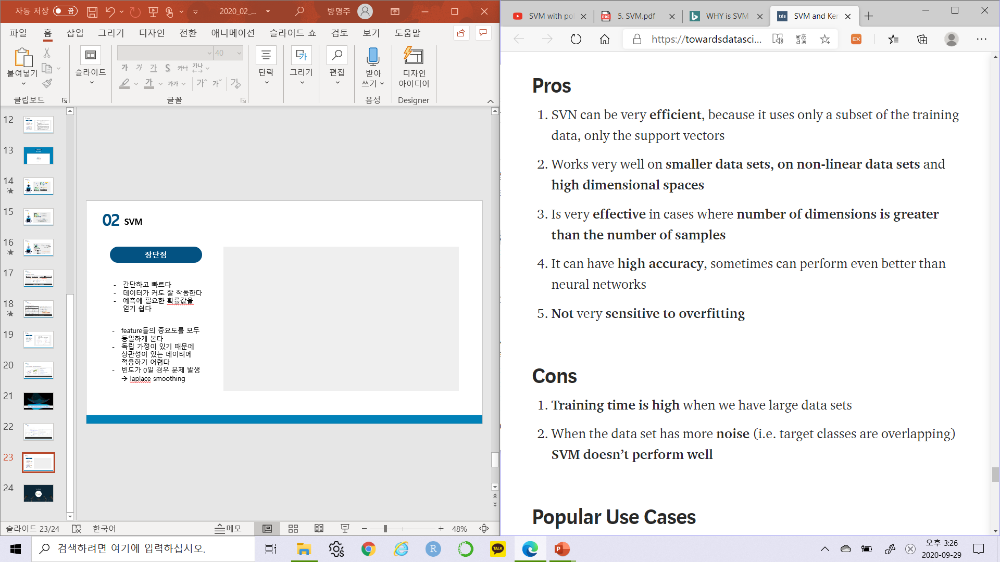 자동 저장 끔
2020_02_...
방명주
파일 홈 삽입 그리기 디자인 전환 애니메이션 슬라이드 쇼 검토 보기 도움말
40
붙여넣기
슬라이드
가 가 가 S 가나 가나
가 가가 가 가
단락
그리기
편집
받아
쓰기
디자인
아이디어
클립보드
글꼴
음성
Designer
12
13
14
15
16
17
18
19
20
21
22
23
24
02 SVM
장단점
- 간단하고 빠르다
- 데이터가 커도 잘 작동한다
- 예측에 필요한 확률값을
얻기 쉽다
- feature들의 중요도를 모두
동일하게 본다
- 독립 가정이 있기 때문에
상관성이 있는 데이터에
적용하기 어렵다
- 빈도가 0일 경우 문제 발생
→ laplace smoothing
슬라이드 23/24
한국어
메모
48%
SVM with pol
PDF
5. SVM.pdf
WHY is SVM
tds
SVM and Ker
https://towardsdatasci...
EX
Pros
1. SVN can be very efficient, because it uses only a subset of the training
data, only the support vectors
2. Works very well on smaller data sets, on non-linear data sets and
high dimensional spaces
3. Is very effective in cases where number of dimensions is greater
than the number of samples
4. It can have high accuracy, sometimes can perform even better than
neural networks
5. Not very sensitive to overfitting
Cons
1. Training time is high when we have large data sets
2. When the data set has more noise (i.e. target classes are overlapping)
SVM doesn’t perform well
Popular Use Cases
검색하려면 여기에 입력하십시오.
R
TALK
P
오후 3:26
2020-09-29